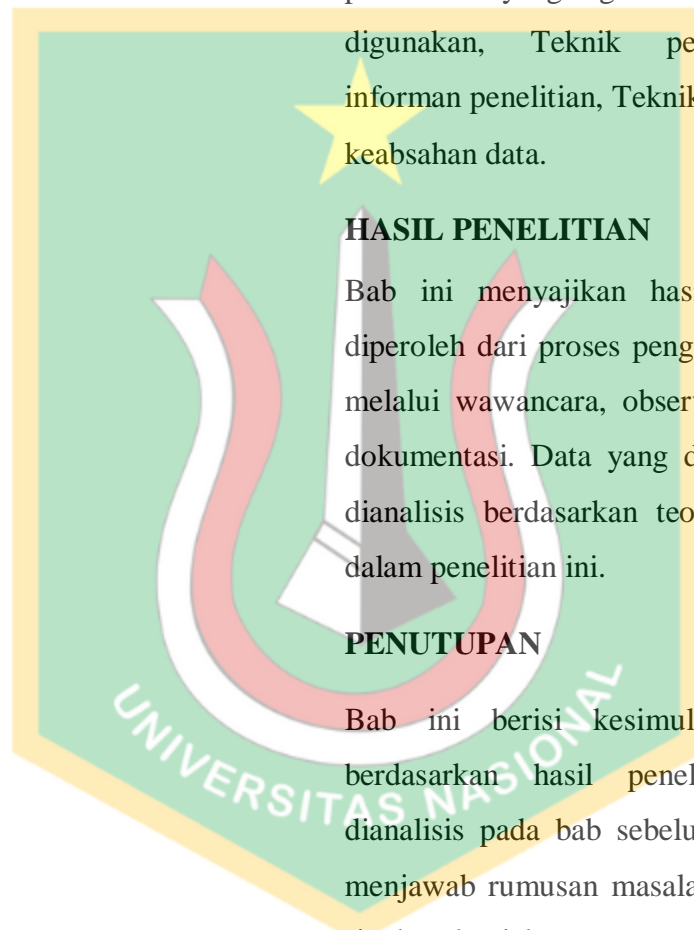 digunakan, Teknik pe
informan penelitian, Teknik
keabsahan data.
HASIL PENELITIAN
Bab ini menyajikan has
diperoleh dari proses peng
melalui wawancara, obser
dokumentasi. Data yang d
dianalisis berdasarkan teo
dalam penelitian ini.
PENUTUPAN
Bab ini berisi kesimul
berdasarkan hasil penel
dianalisis pada bab sebelu
menjawab rumusan masala
UNIVERSITAS NASIONAL